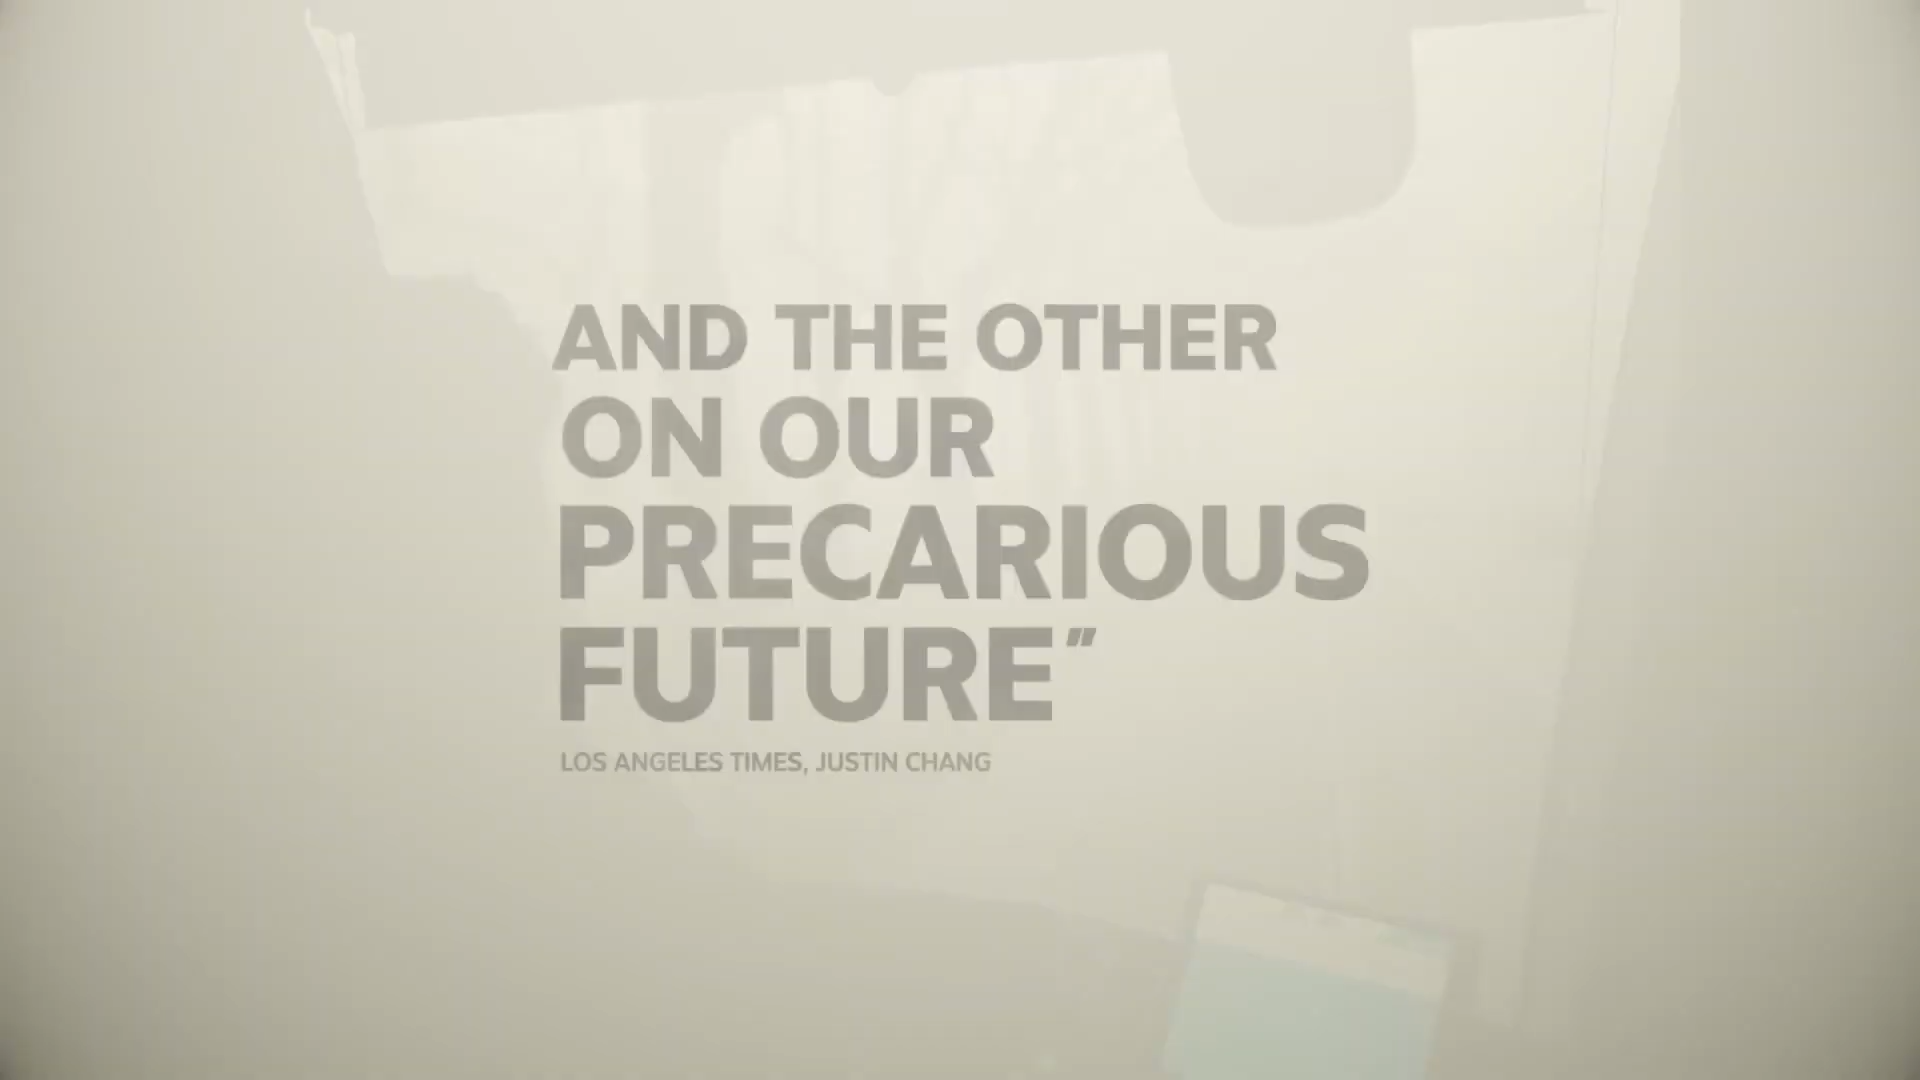 AND THE OTHER
ON OUR
PRECARIOUS
FUTURE”
LOS ANGELES TIMES, JUSTIN CHANG